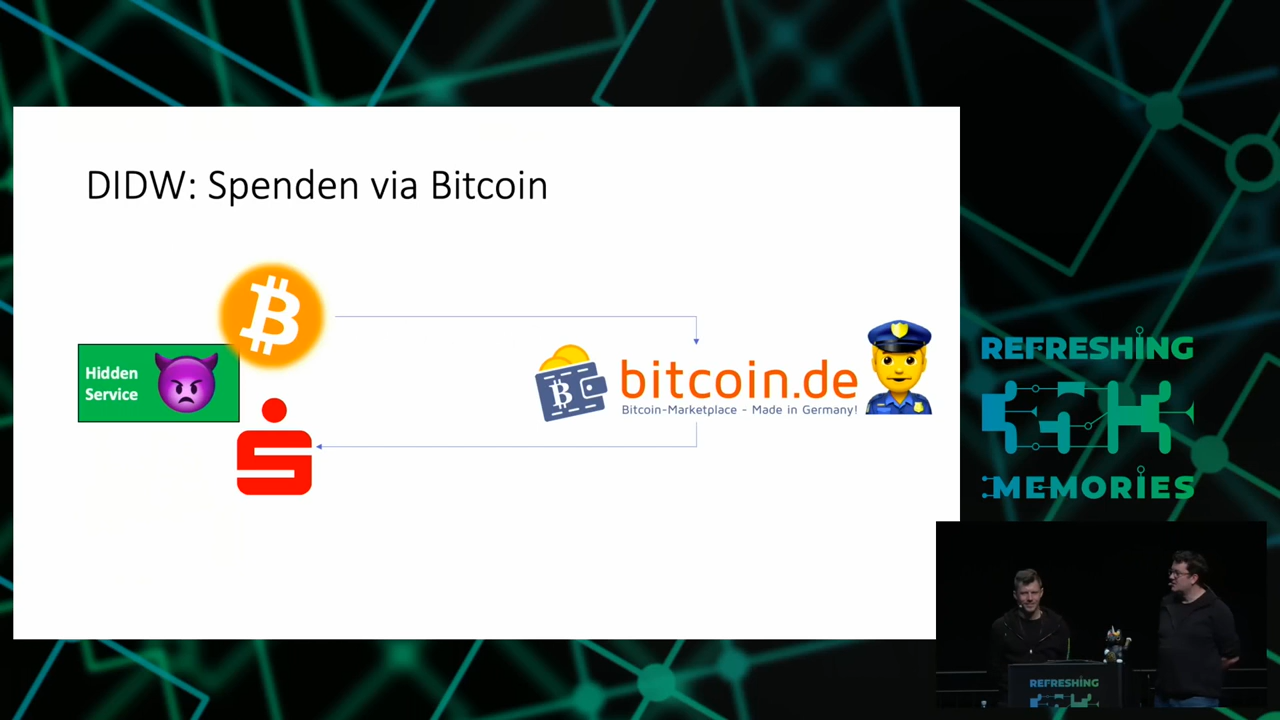 DIDW: Spenden via Bitcoin
Hidden
Service
bitcoin.de
Bitcoin-Marketplace - Made in Germany!
REFRESHING
MEMORIES
REFRESHING